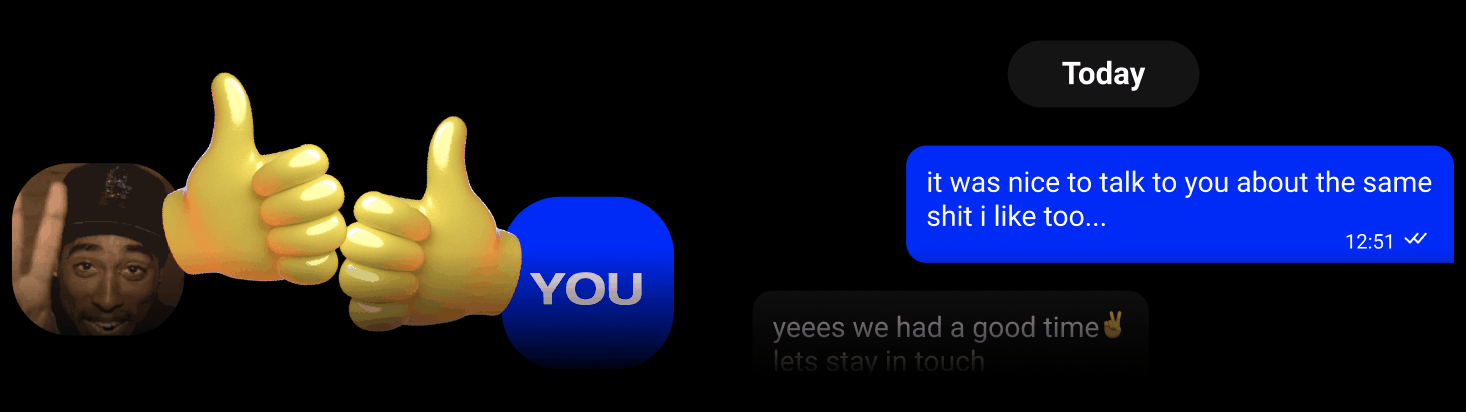 YOU
Today
it was nice to talk to you about the same
shit i like too...
12:51
yeees we had a good time✌️
lets stay in touch